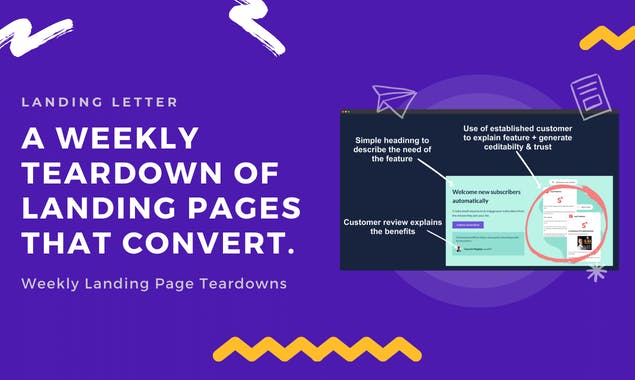 LANDING LETTER
A WEEKLY
TEARDOWN OF
LANDING PAGES
THAT CONVERT.
Weekly Landing Page Teardowns
Simple headinng to
describe the need of
the feature
Use of established customer
to explain feature + generate
ceditabilty & trust
Customer review explains
the benefits
Welcome new subscribers
automatically